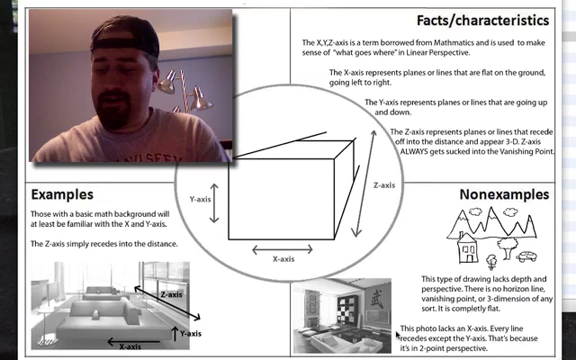 Facts/characteristics
The X,Y,Z-axis is a term borrowed from Mathmatics and is used to make
sense of "what goes where" in Linear Perspective.
The X-axis represents planes or lines that are flat on the ground,
going left to right.
The Y-axis represents planes or lines that are going up
and down.
The Z-axis represents planes or lines that recede
off into the distance and appear 3-D. Z-axis
ALWAYS gets sucked into the Vanishing Point.
Y-axis
Z-axis
X-axis
Examples
Those with a basic math background will
at least be familiar with the X and Y-axis.
The Z-axis simply recedes into the distance.
Z-axis
Y-axis
X-axis
Nonexamples
This type of drawing lacks depth and
perspective. There is no horizon line,
vanishing point, or 3-dimension of any
sort. It is completly flat.
This photo lacks an X-axis. Every line
recedes except the Y-axis. That's because
it's in 2-point perspective.